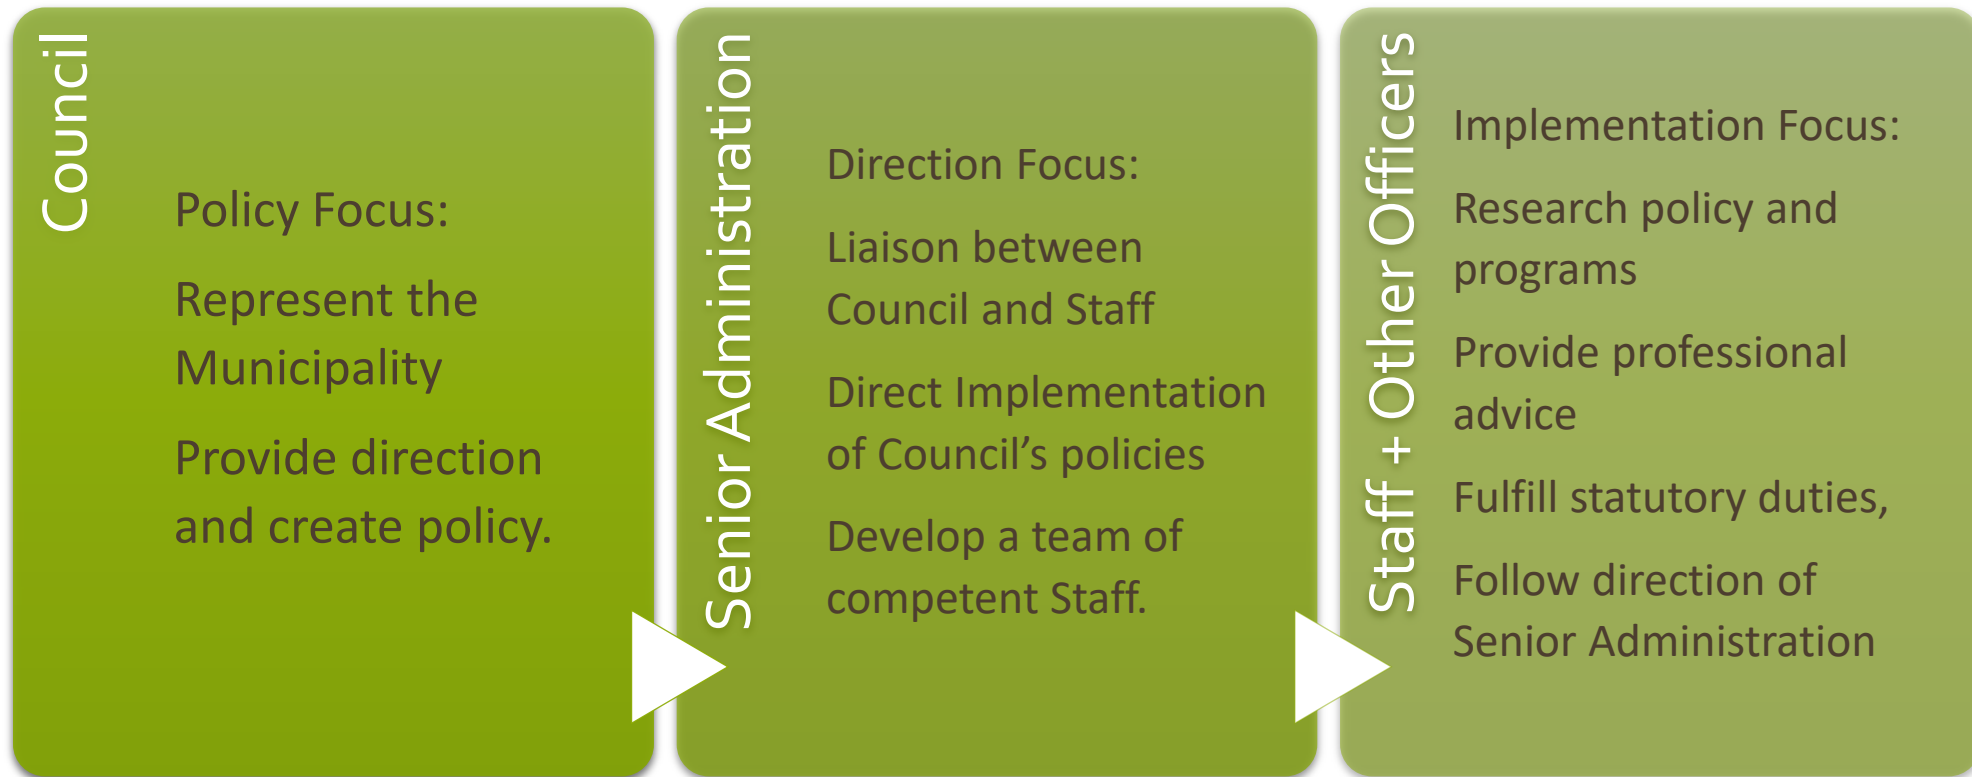 Council
Policy Focus:
Represent the
Municipality
Provide direction
and create policy.
Senior Administration
Direction Focus:
Liaison between
Council and Staff
Direct Implementation
of Council’s policies
Develop a team of
competent Staff.
Staff + Other Officers
Implementation Focus:
Research policy and
programs
Provide professional
advice
Fulfill statutory duties,
Follow direction of
Senior Administration